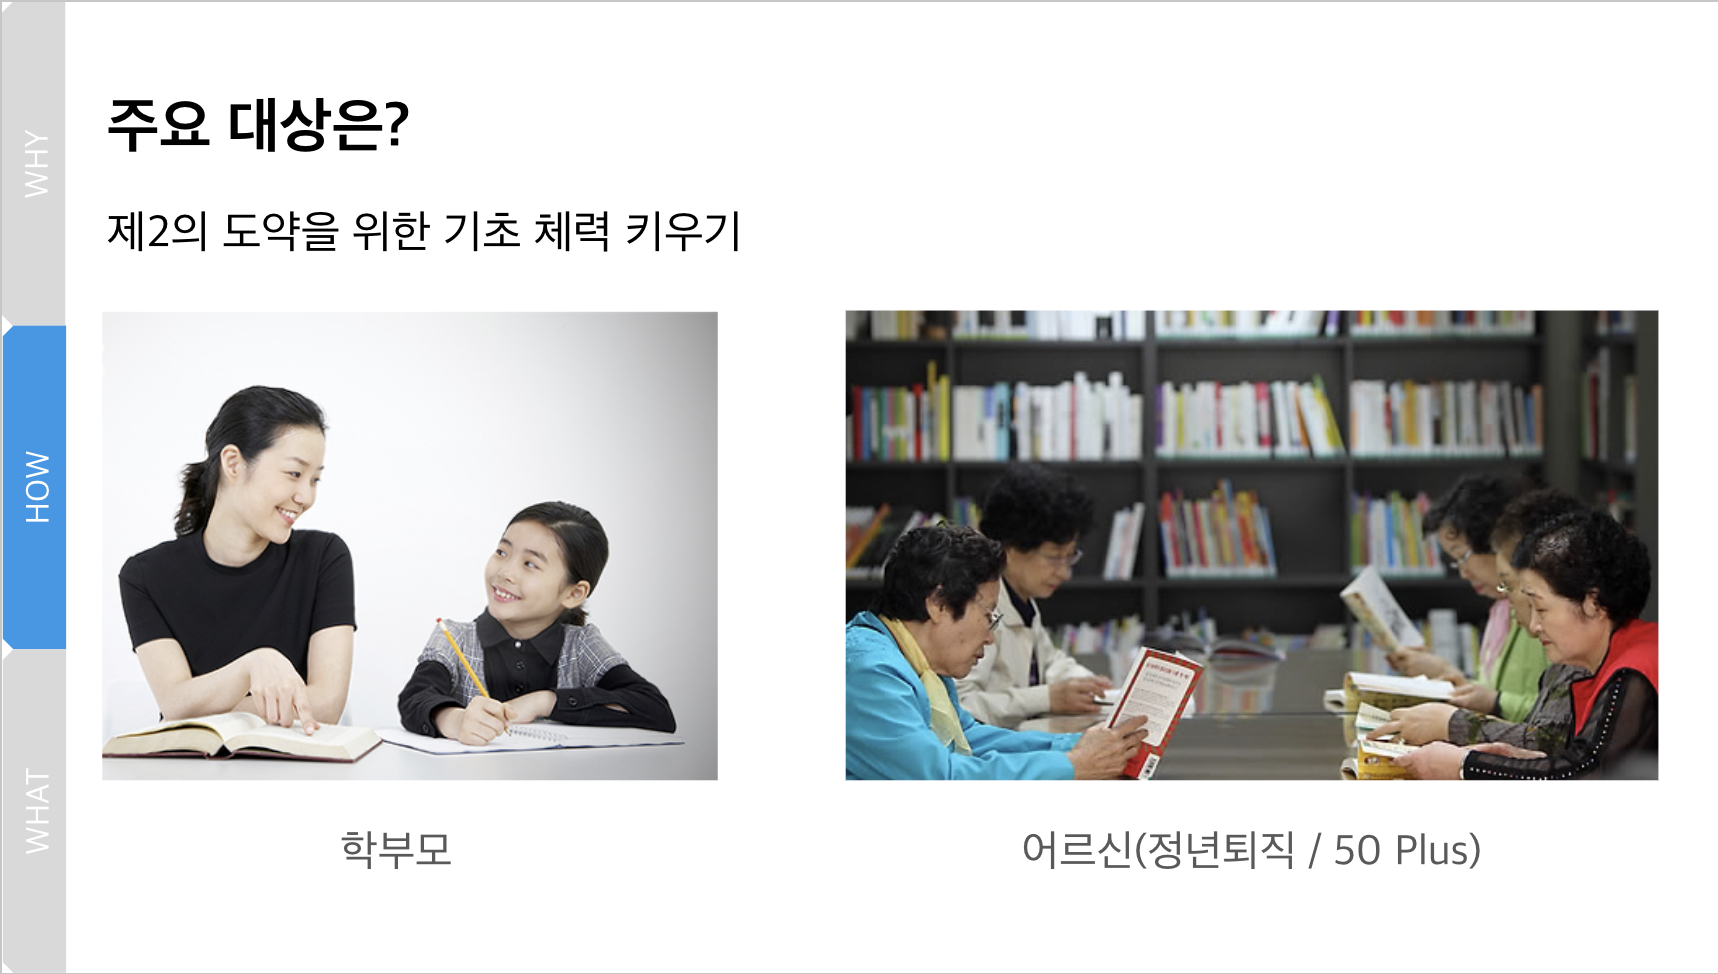 WHY
HOW
WHAT
주요 대상은?
제2의 도약을 위한 기초 체력 키우기
학부모
어르신(정년퇴직 / 50 Plus)